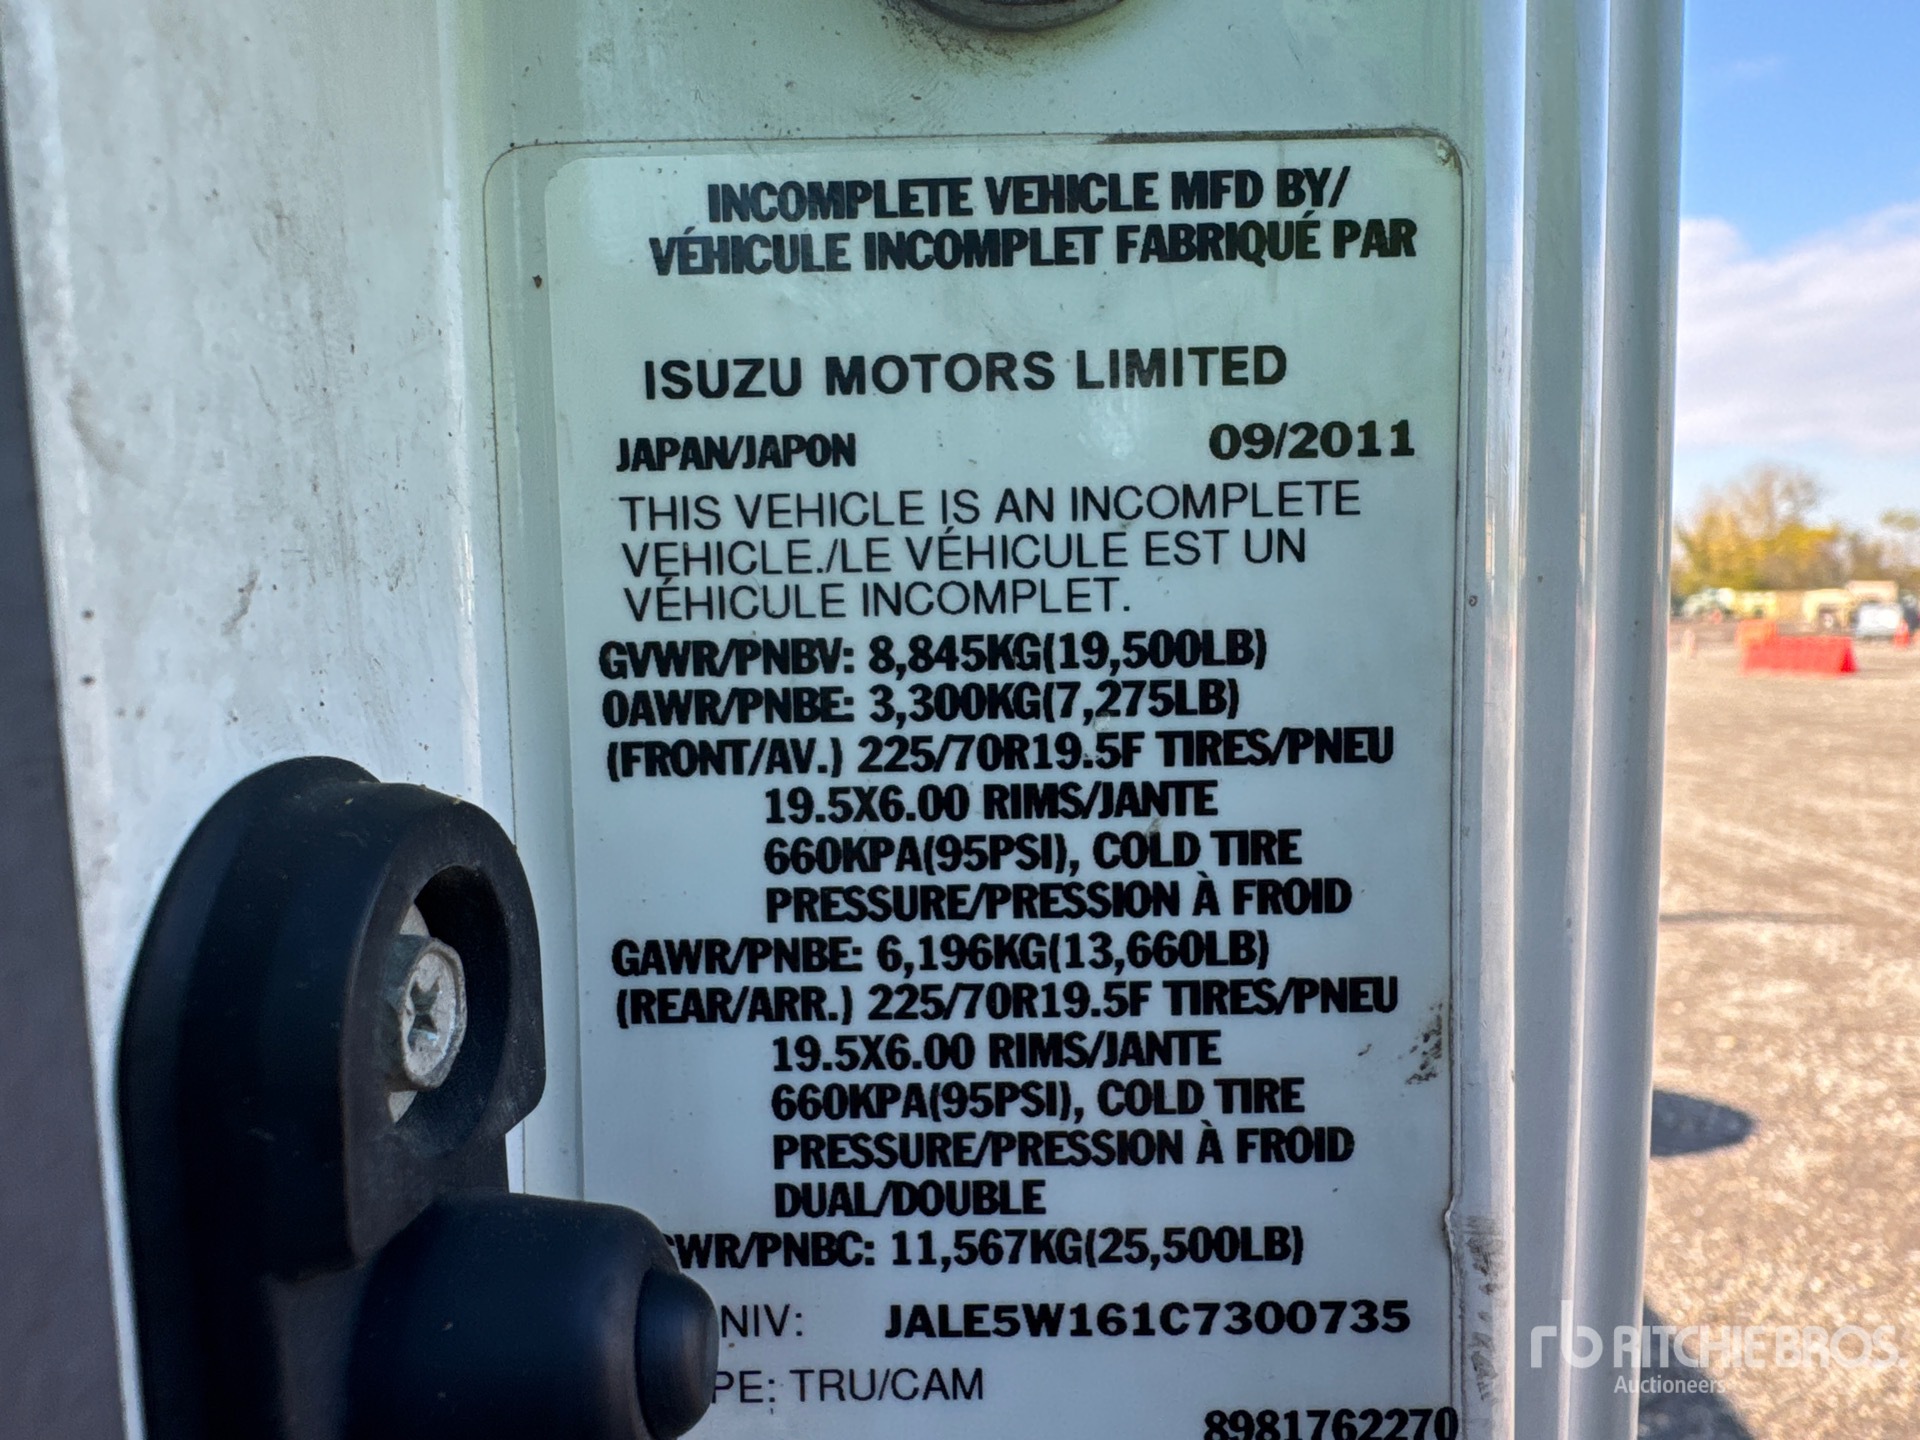 INCOMPLETE VEHICLE MFD BY/
VÉHICULE INCOMPLET FABRIQUÉ PAR
ISUZU MOTORS LIMITED
JAPAN/JAPON 09/2011
THIS VEHICLE IS AN INCOMPLETE
VEHICLE./LE VÉHICULE EST UN
VÉHICULE INCOMPLET.
GVWR/PNBV: 8,845KG(19,500LB)
GAWR/PNBE: 3,300KG(7,275LB)
(FRONT/AV.) 225/70R19.5F TIRES/PNEU
19.5X6.00 RIMS/JANTE
660KPA(95PSI), COLD TIRE
PRESSURE/PRESSION À FROID
GAWR/PNBE: 6,196KG(13,660LB)
(REAR/ARR.) 225/70R19.5F TIRES/PNEU
19.5X6.00 RIMS/JANTE
660KPA(95PSI), COLD TIRE
PRESSURE/PRESSION À FROID
DUAL/DOUBLE
WR/PNBC: 11,567KG(25,500LB)
NIV: JALE5W161C7300735
PE: TRU/CAM
8981762270
rb RITCHIE BROS.
Auctioneers